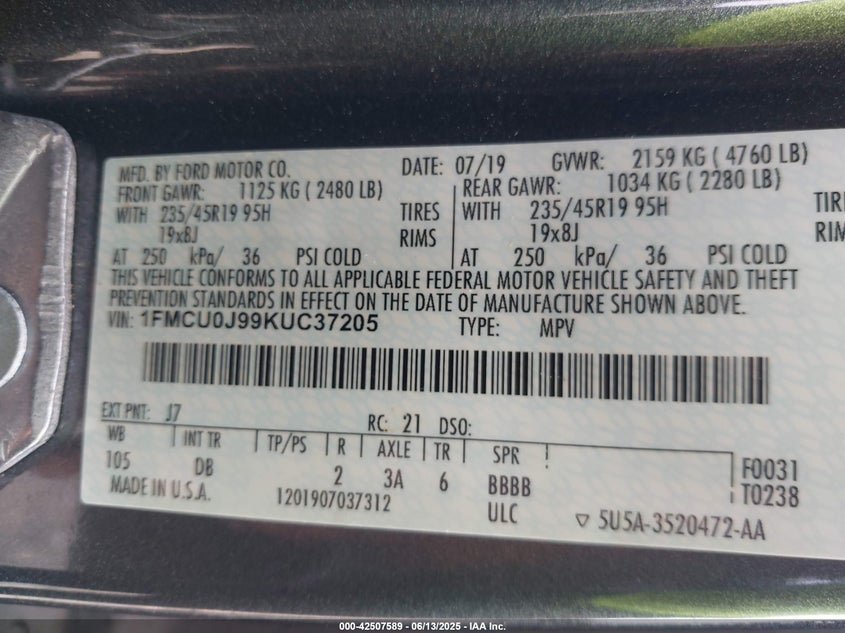 MFD. BY FORD MOTOR CO. DATE: 07/19 GVWR: 2159 KG ( 4760 LB)
FRONT GAWR: 1125 KG ( 2480 LB) REAR GAWR: 1034 KG ( 2280 LB)
WITH 235/45R19 95H TIRES WITH 235/45R19 95H TIRE
19x8J RIMS 19x8J RIM
AT 250 kPa/ 36 PSI COLD AT 250 kPa/ 36 PSI COLD
THIS VEHICLE CONFORMS TO ALL APPLICABLE FEDERAL MOTOR VEHICLE SAFETY AND THEFT
PREVENTION STANDARDS IN EFFECT ON THE DATE OF MANUFACTURE SHOWN ABOVE.
VIN: 1FMCU0J99KUC37205 TYPE: MPV
EXT PNT: J7 RC: 21 DSO:
WB INT TR TP/PS R AXLE TR SPR
105 DB 2 3A 6 BBBB F0031
MADE IN U.S.A. 1201907037312 ULC T0238
▽ 5U5A-3520472-AA
000-42507589 - 06/13/2025 - IAA Inc.